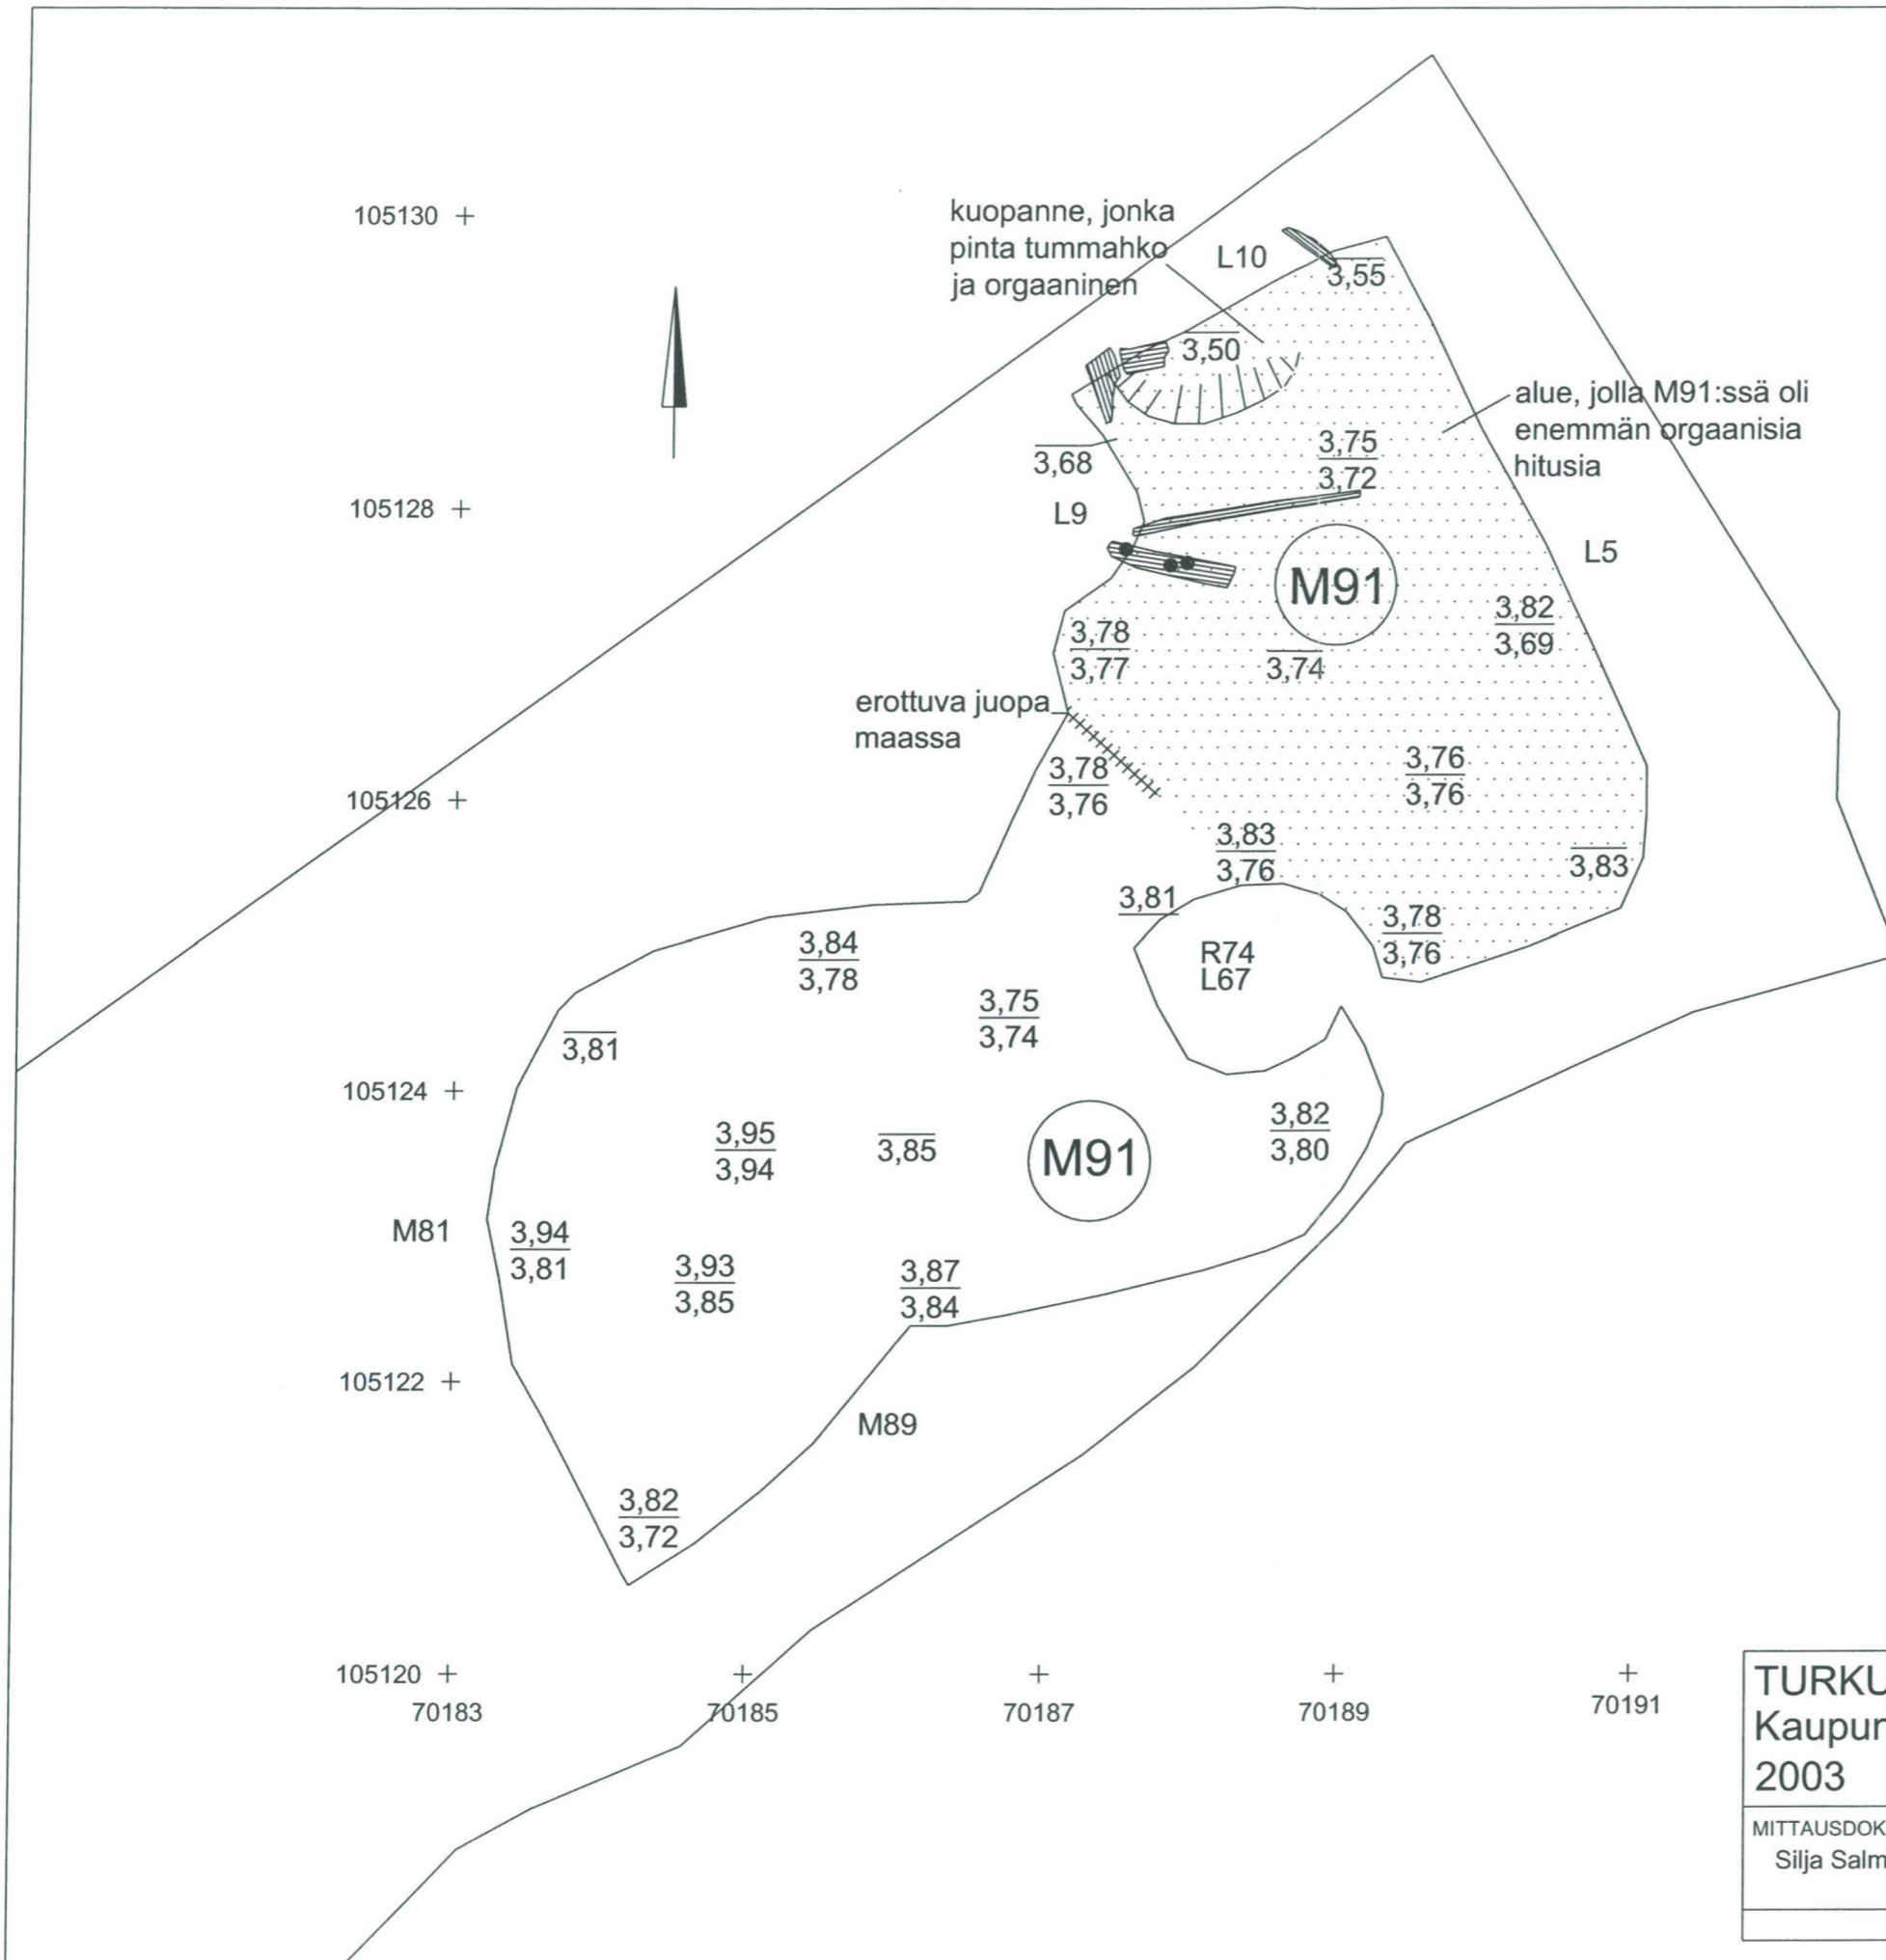 105130
kuopanne, jonka
pinta tummahko
ja orgaaninen
L10
3,55
3,50
alue, jolla M91:ssä oli
enemmän orgaanisia
hitusia
3,68
3,75
3,72
105128
L9
L5
M91
3,82
3,69
3,78
3,77
3,74
erottuva juopa
maassa
3,78
3,76
3,76
3,76
105126
3,83
3,76
3,83
3,81
3,78
3,76
3,84
3,78
R74
L67
3,75
3,74
3,81
105124
3,95
3,94
3,85
M91
3,82
3,80
M81
3,94
3,81
3,93
3,85
3,87
3,84
105122
M89
3,82
3,72
105120
70183
70185
70187
70189
70191
TURKU
Kaupun
2003
MITTAUSDOK
Silja Salm